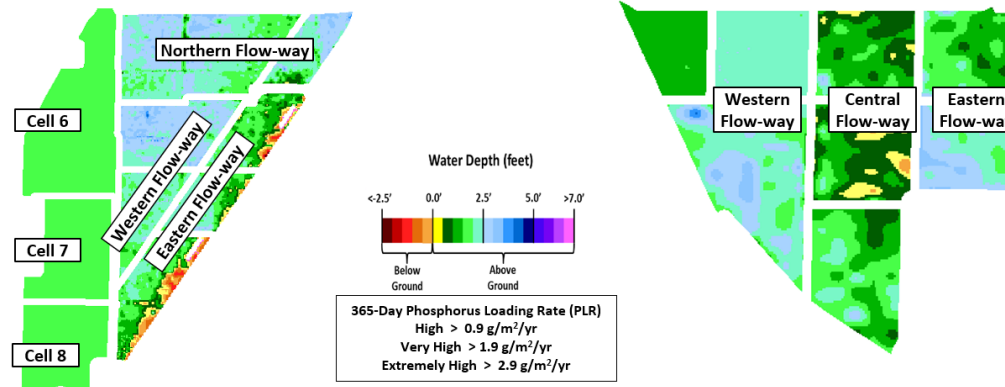 Northern Flow-way
Cell 6
Western Flow-way
Eastern Flow-way
Cell 7
Cell 8
Water Depth (feet)
<-2.5' 0.0' 2.5' 5.0' >7.0'
Below
Ground
Above
Ground
365-Day Phosphorus Loading Rate (PLR)
High > 0.9 g/m²/yr
Very High > 1.9 g/m²/yr
Extremely High > 2.9 g/m²/yr
Western
Flow-way
Central
Flow-way
Eastern
Flow-wa